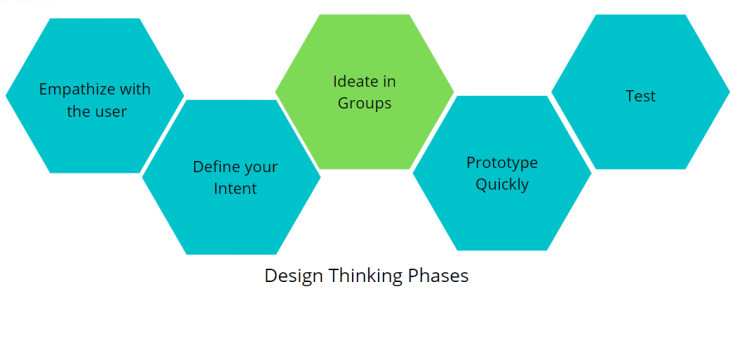 Empathize with
the user
Define your
Intent
Ideate in
Groups
Prototype
Quickly
Test
Design Thinking Phases